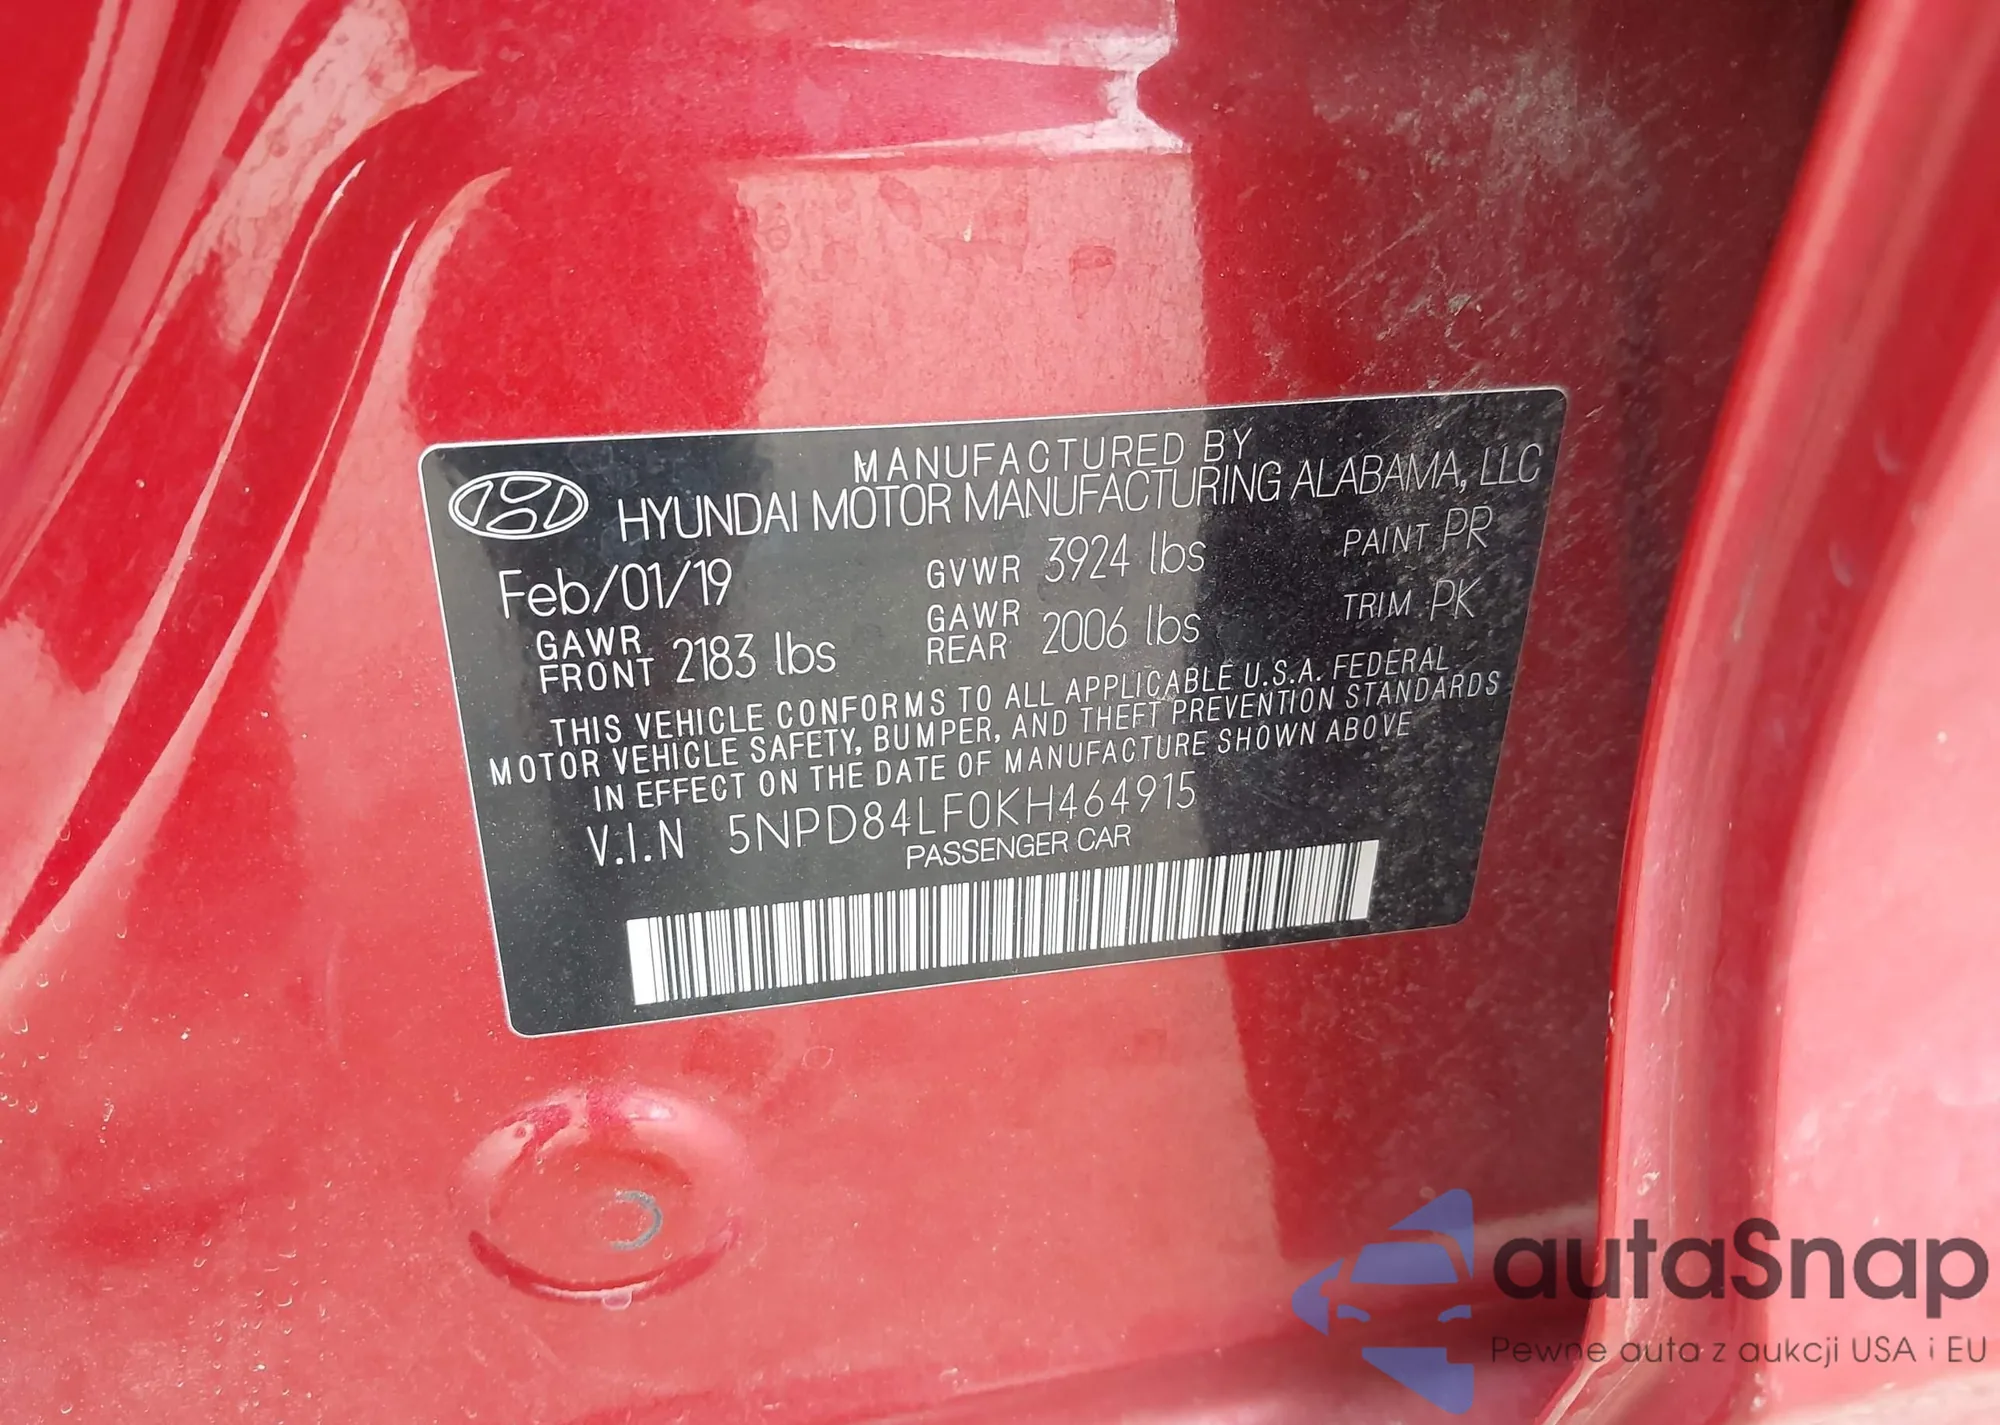 MANUFACTURED BY
HYUNDAI MOTOR MANUFACTURING ALABAMA, LLC
Feb/01/19 GVWR 3924 lbs PAINT PR
GAWR FRONT 2183 lbs GAWR REAR 2006 lbs TRIM PK
THIS VEHICLE CONFORMS TO ALL APPLICABLE U.S.A. FEDERAL
MOTOR VEHICLE SAFETY, BUMPER, AND THEFT PREVENTION STANDARDS
IN EFFECT ON THE DATE OF MANUFACTURE SHOWN ABOVE
V.I.N 5NPD84LF0KH464915
PASSENGER CAR
autaSnap
Pewne auta z aukcji USA i EU